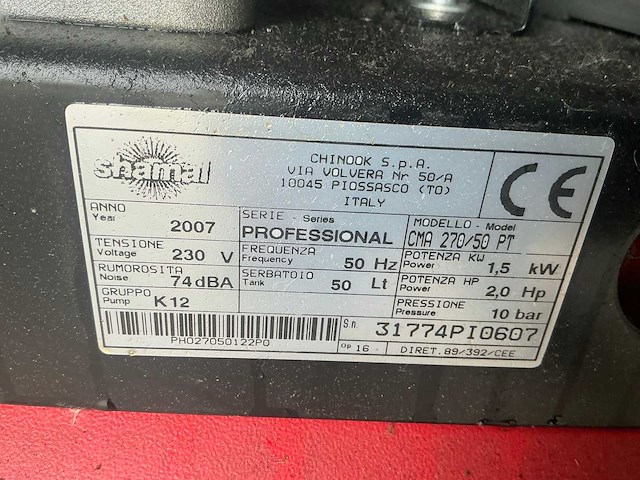 shamal
CHINOOK S.p.A.
VIA VOLVERA Nr 50/A
10045 PIOSSASCO (TO)
ITALY
CE
ANNO
Year 2007
SERIE - Series
PROFESSIONAL
MODELLO - Model
CMA 270/50 PT
TENSIONE
Voltage 230 V
FREQUENZA
Frequency 50 Hz
POTENZA KW
Power 1,5 kW
RUMOROSITA
Noise 74dBA
SERBATOIO
Tank 50 Lt
POTENZA HP
Power 2,0 Hp
GRUPPO
Pump K12
PRESSIONE
Pressure 10 bar
PH027050122P0
S.n. 31774PI0607
Op 16
DIRET. 89/392/CEE